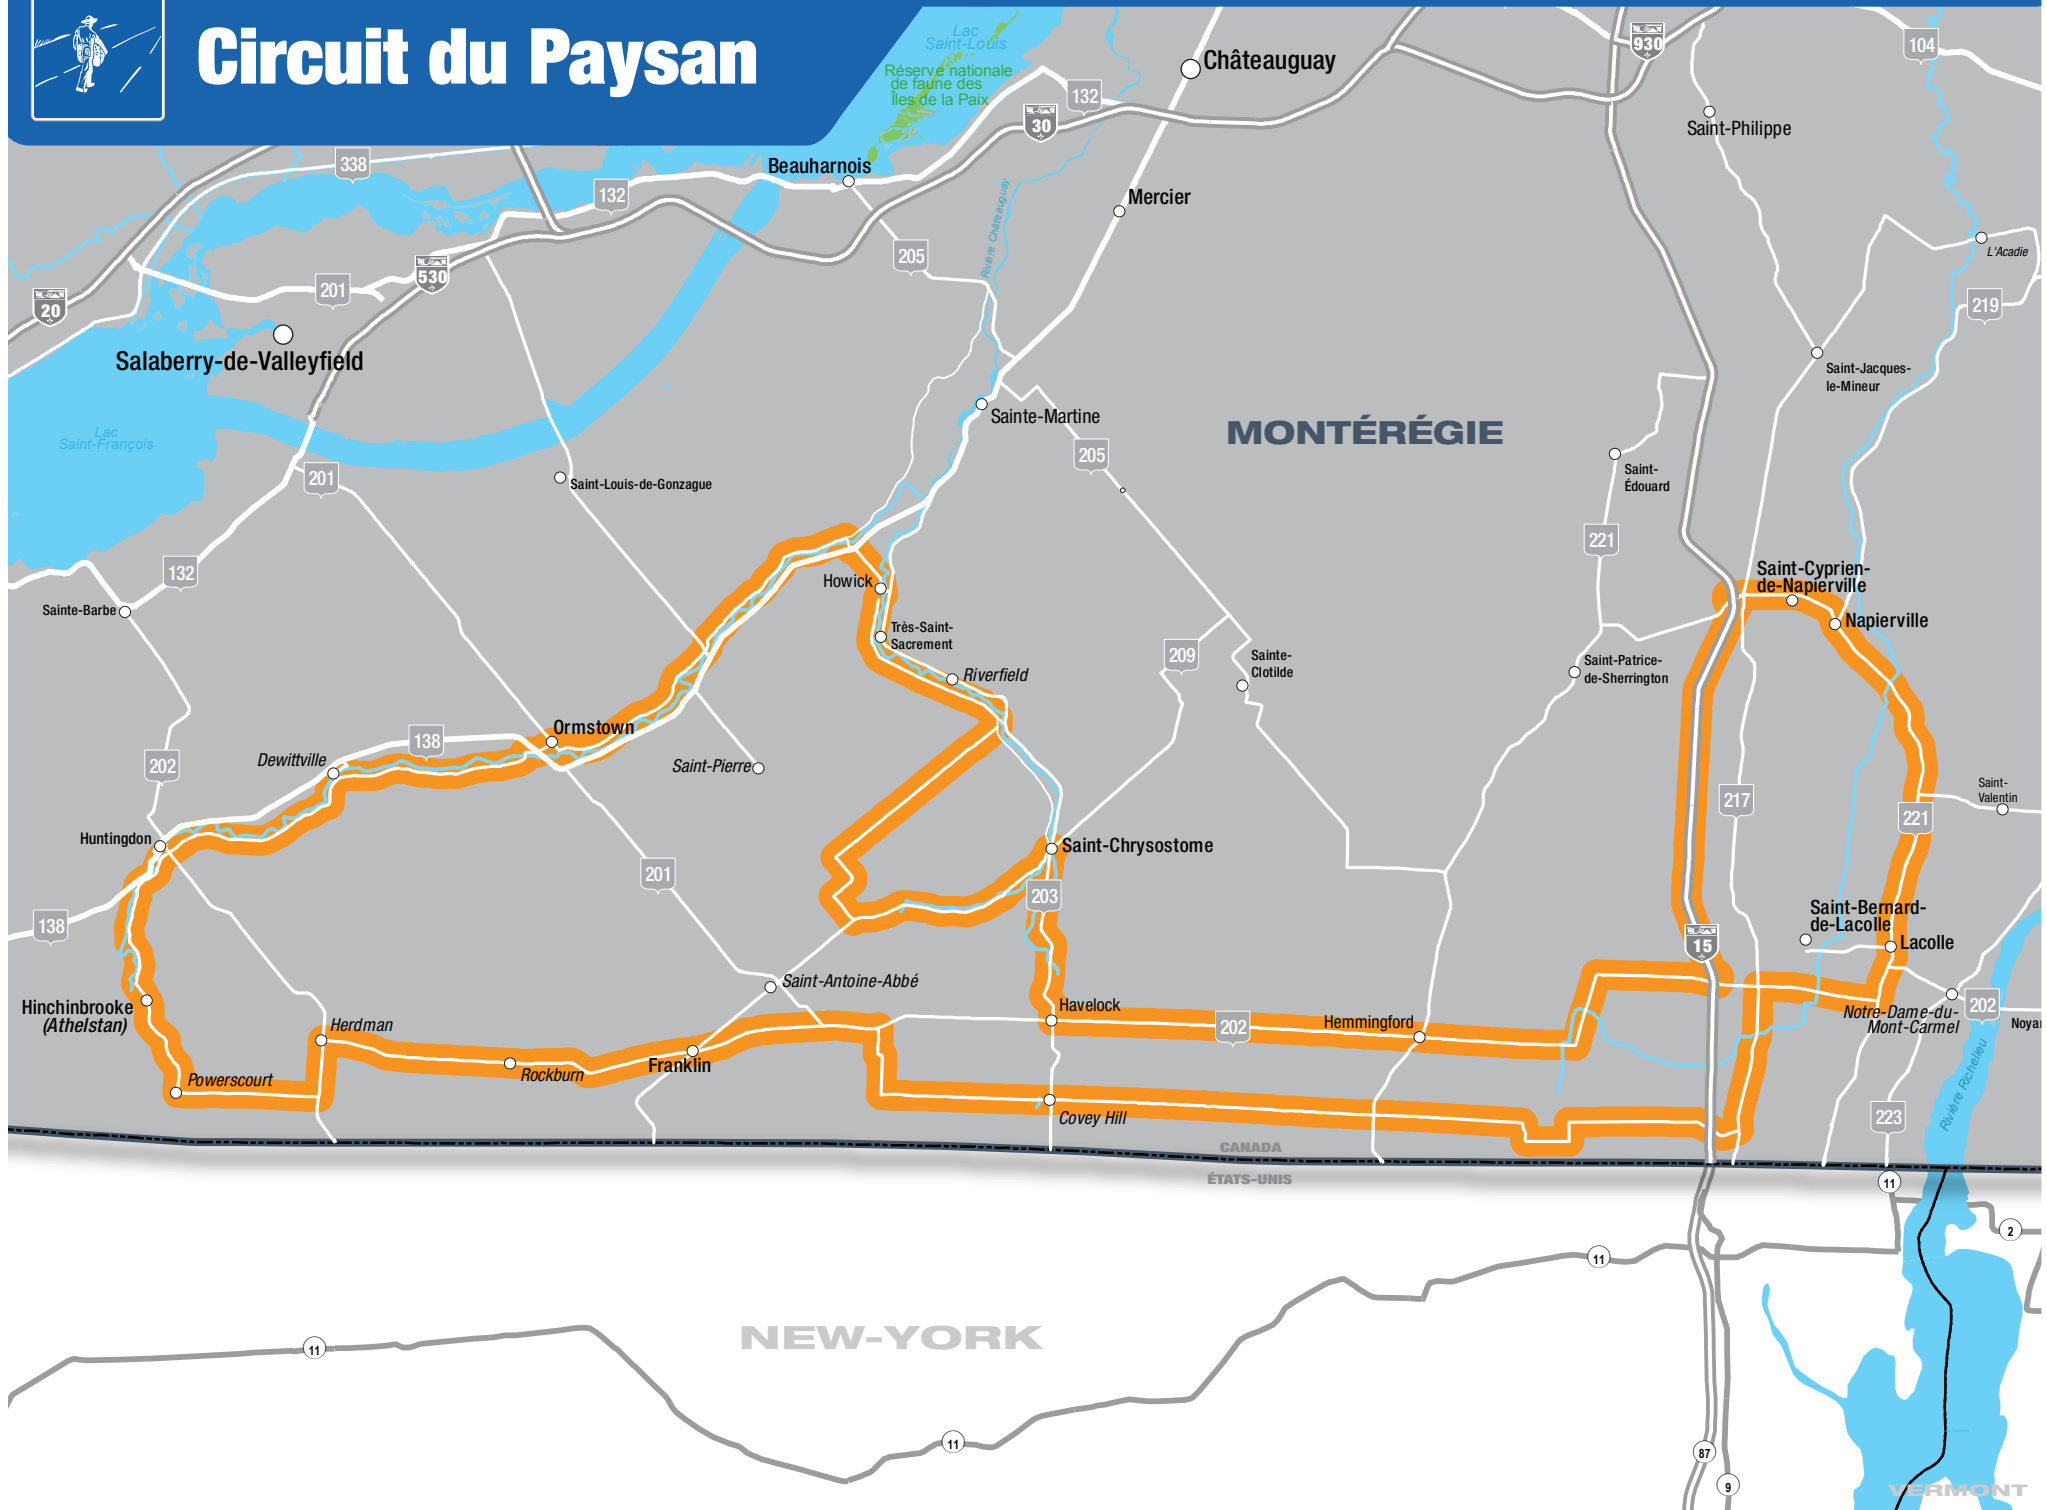 Circuit du Paysan
Lac
Saint-Louis
Réserve nationale
de faune des
Îles de la Paix
Châteauguay
930
104
132
30
Saint-Philippe
338
Beauharnois
132
Mercier
Rivière Châteauguay
205
L'Acadie
530
201
20
219
Salaberry-de-Valleyfield
Saint-Jacques-
le-Mineur
Sainte-Martine
MONTÉRÉGIE
Lac
Saint-François
205
201
Saint-Louis-de-Gonzague
Saint-
Édouard
221
132
Howick
Saint-Cyprien-
de-Napierville
Sainte-Barbe
Napierville
Très-Saint-
Sacrement
209
Sainte-
Clotilde
Saint-Patrice-
de-Sherrington
Riverfield
Ormstown
138
Dewittville
202
Saint-Pierre
Saint-
Valentin
217
221
Huntingdon
Saint-Chrysostome
201
203
138
Saint-Bernard-
de-Lacolle
15
Lacolle
Saint-Antoine-Abbé
Hinchinbrooke
(Athelstan)
Havelock
202
Notre-Dame-du-
Mont-Carmel
Herdman
202
Hemmingford
Noyan
Franklin
Rockburn
Powerscourt
Covey Hill
223
Rivière Richelieu
CANADA
ÉTATS-UNIS
11
2
11
NEW-YORK
11
11
87
9
VERMONT